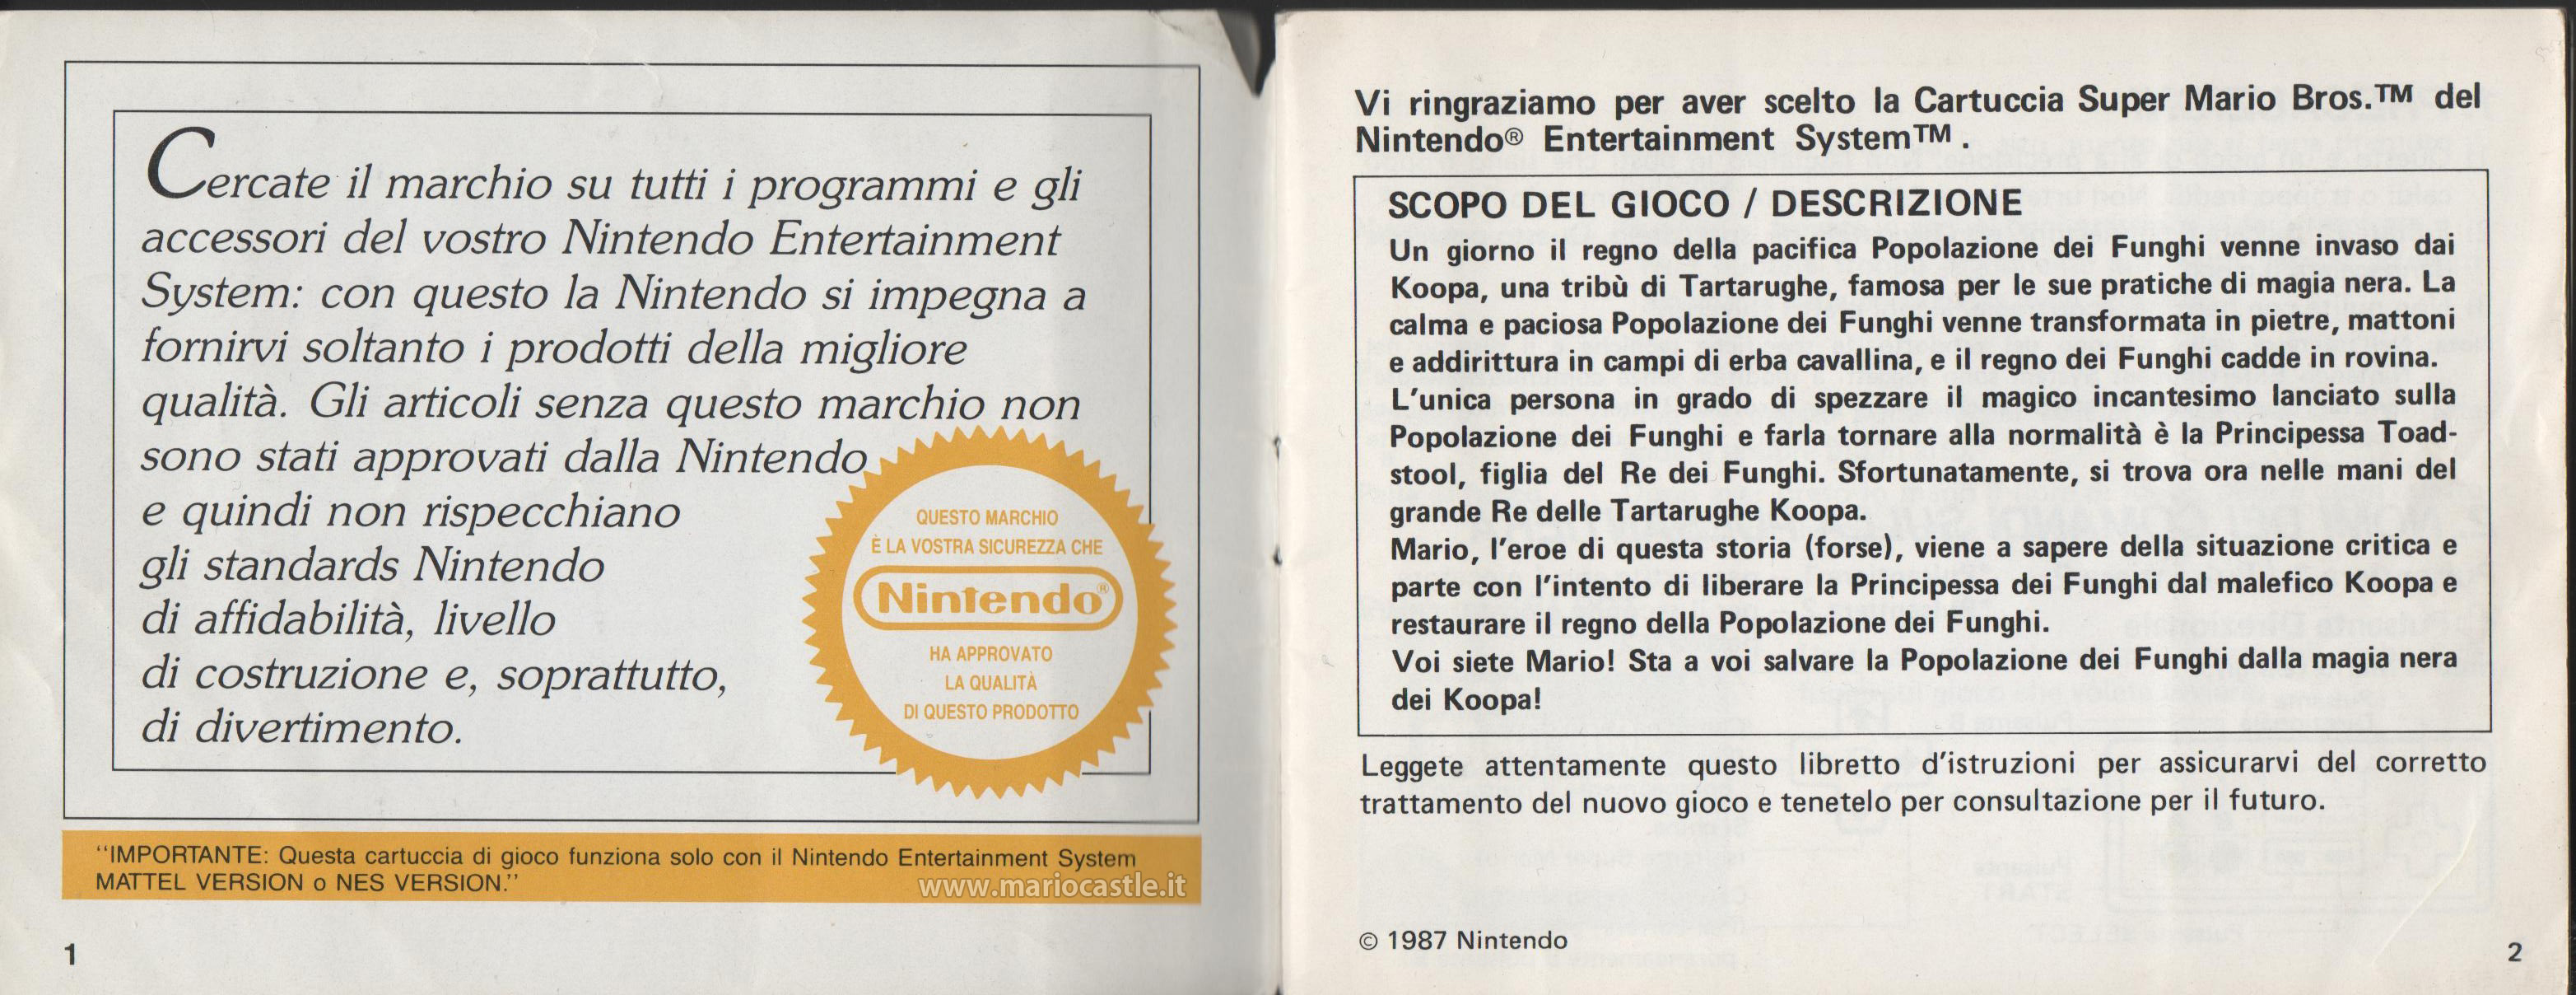 Cercate il marchio su tutti i programmi e gli
accessori del vostro Nintendo Entertainment
System: con questo la Nintendo si impegna a
fornirvi soltanto i prodotti della migliore
qualità. Gli articoli senza questo marchio non
sono stati approvati dalla Nintendo
e quindi non rispecchiano
gli standards Nintendo
di affidabilità, livello
di costruzione e, soprattutto,
di divertimento.
QUESTO MARCHIO
È LA VOSTRA SICUREZZA CHE
Nintendo®
HA APPROVATO
LA QUALITÀ
DI QUESTO PRODOTTO
"IMPORTANTE: Questa cartuccia di gioco funziona solo con il Nintendo Entertainment System
MATTEL VERSION o NES VERSION."
www.mariocastle.it
1
Vi ringraziamo per aver scelto la Cartuccia Super Mario Bros.™ del
Nintendo® Entertainment System™.
SCOPO DEL GIOCO / DESCRIZIONE
Un giorno il regno della pacifica Popolazione dei Funghi venne invaso dai
Koopa, una tribù di Tartarughe, famosa per le sue pratiche di magia nera. La
calma e paciosa Popolazione dei Funghi venne transformata in pietre, mattoni
e addirittura in campi di erba cavallina, e il regno dei Funghi cadde in rovina.
L'unica persona in grado di spezzare il magico incantesimo lanciato sulla
Popolazione dei Funghi e farla tornare alla normalità è la Principessa Toad-
stool, figlia del Re dei Funghi. Sfortunatamente, si trova ora nelle mani del
grande Re delle Tartarughe Koopa.
Mario, l'eroe di questa storia (forse), viene a sapere della situazione critica e
parte con l'intento di liberare la Principessa dei Funghi dal malefico Koopa e
restaurare il regno della Popolazione dei Funghi.
Voi siete Mario! Sta a voi salvare la Popolazione dei Funghi dalla magia nera
dei Koopa!
Leggete attentamente questo libretto d'istruzioni per assicurarvi del corretto
trattamento del nuovo gioco e tenetelo per consultazione per il futuro.
© 1987 Nintendo
2